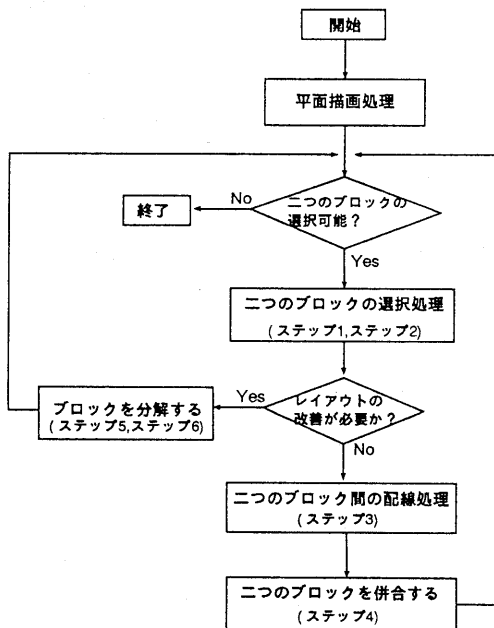 開始
平面描画処理
二つのブロックの
選択可能？
No
終了
Yes
二つのブロックの選択処理
(ステップ1,ステップ2)
レイアウトの
改善が必要か？
Yes
ブロックを分解する
(ステップ5,ステップ6)
No
二つのブロック間の配線処理
(ステップ3)
二つのブロックを併合する
(ステップ4)